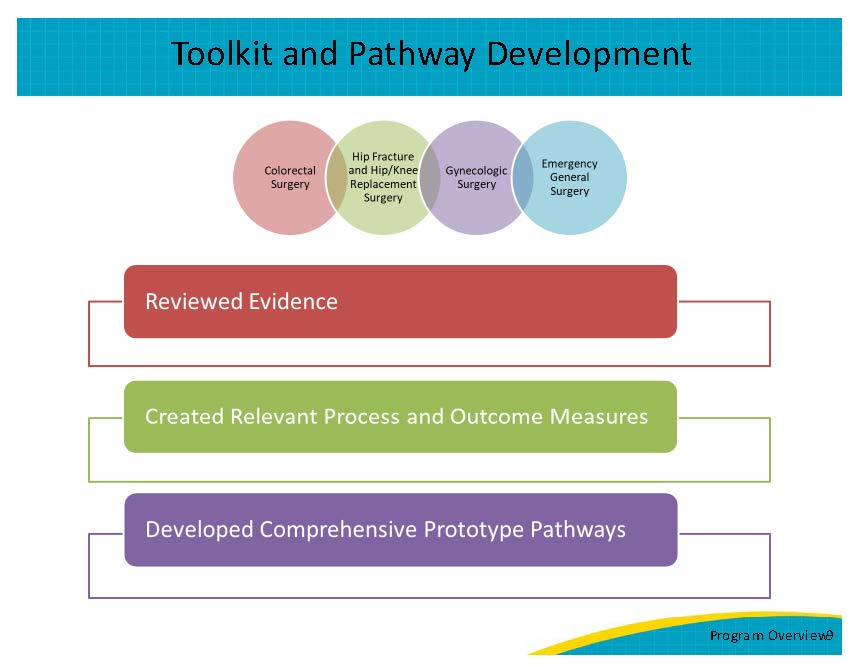 Toolkit and Pathway Development
Colorectal
Surgery
Hip Fracture
and Hip/Knee
Replacement
Surgery
Gynecologic
Surgery
Emergency
General
Surgery
Reviewed Evidence
Created Relevant Process and Outcome Measures
Developed Comprehensive Prototype Pathways
Program Overview9